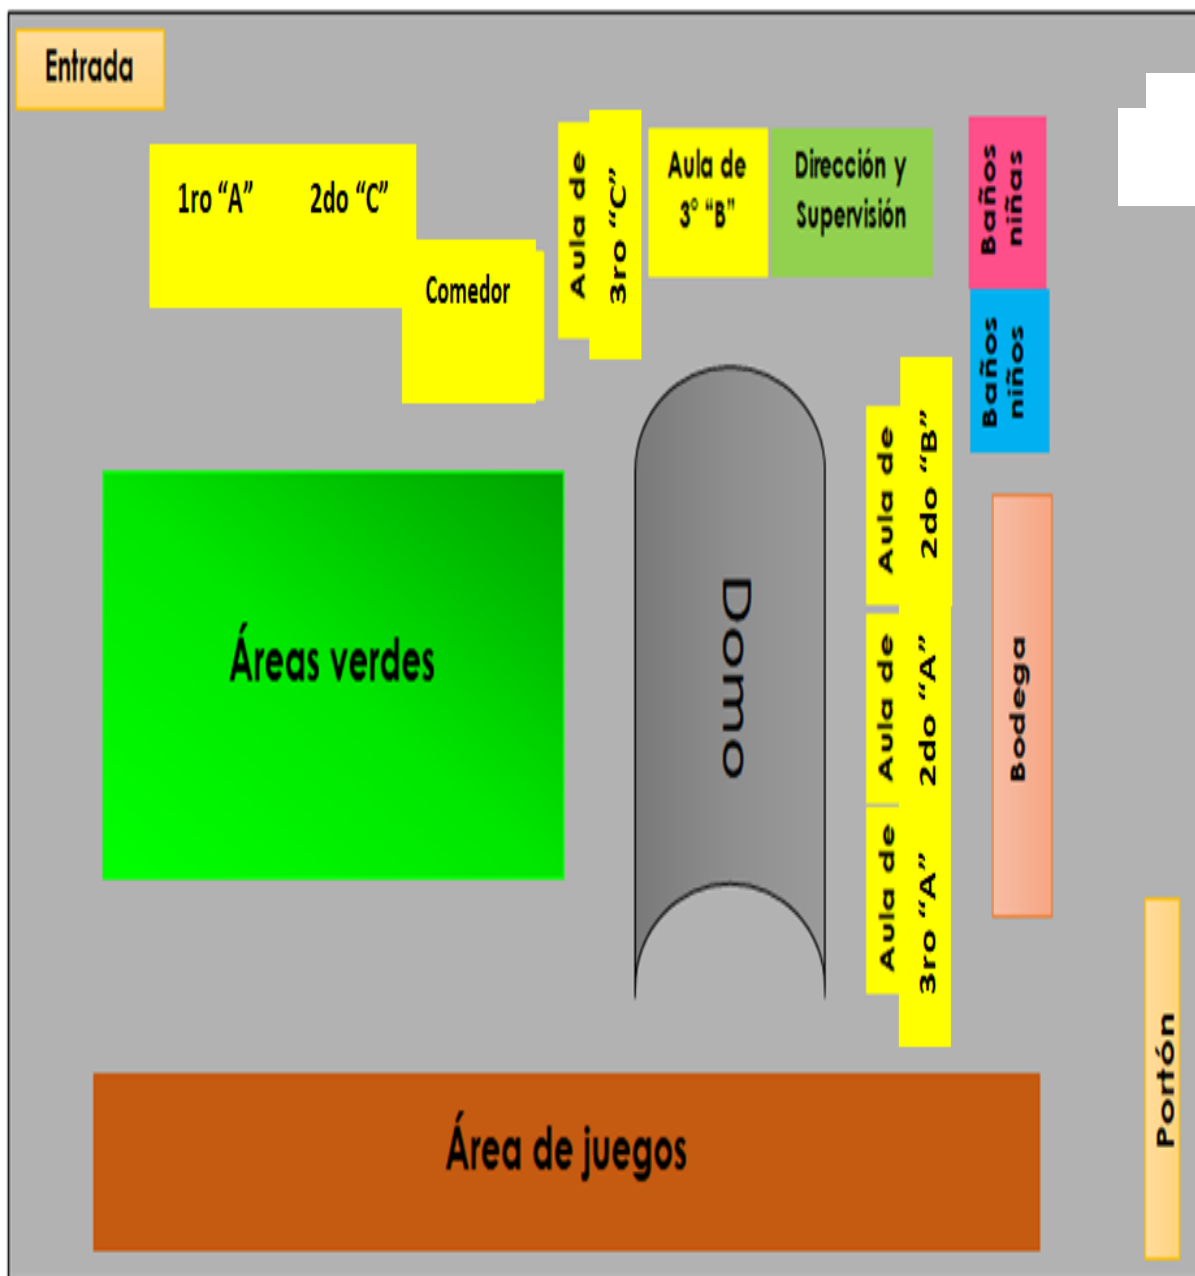 Entrada
1ro “A”
2do “C”
Comedor
Aula de
3ro “C”
Aula de
3° “B”
Dirección y
Supervisión
Baños
niñas
Baños
niños
Aula de
2do “B”
Aula de
2do “A”
Aula de
3ro “A”
Bodega
Domo
Áreas verdes
Portón
Área de juegos